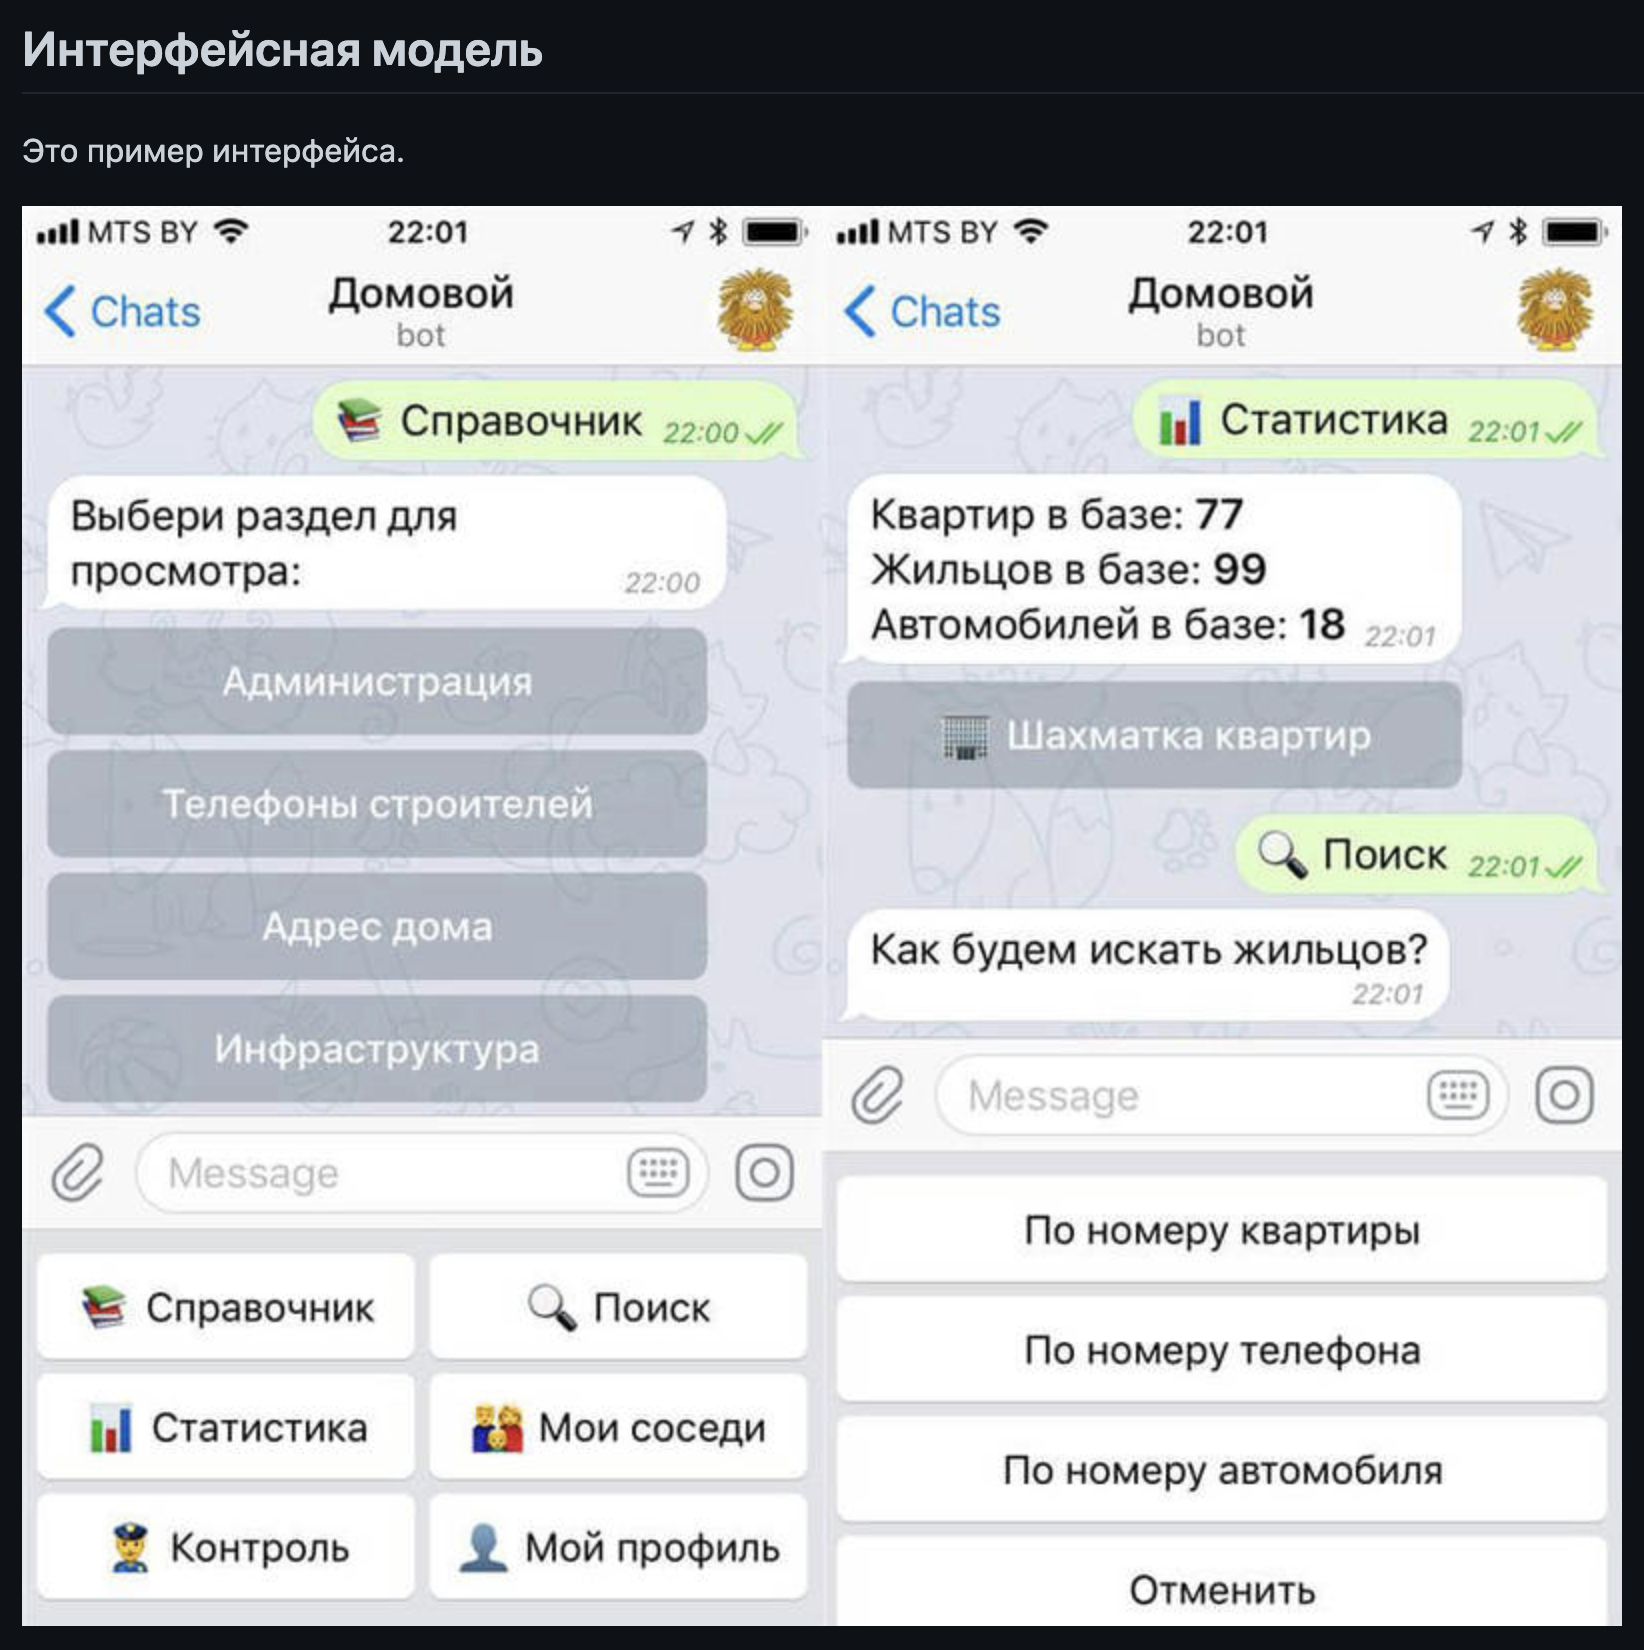 Интерфейсная модель
Это пример интерфейса.
MTS BY 22:01
Chats
Домовой
bot
Справочник 22:00
Выбери раздел для
просмотра: 22:00
Администрация
Телефоны строителей
Адрес дома
Инфраструктура
Message
Справочник
Поиск
Статистика
Мои соседи
Контроль
Мой профиль
MTS BY 22:01
Chats
Домовой
bot
Статистика 22:01
Квартир в базе: 77
Жильцов в базе: 99
Автомобилей в базе: 18 22:01
Шахматка квартир
Поиск 22:01
Как будем искать жильцов?
22:01
Message
По номеру квартиры
По номеру телефона
По номеру автомобиля
Отменить